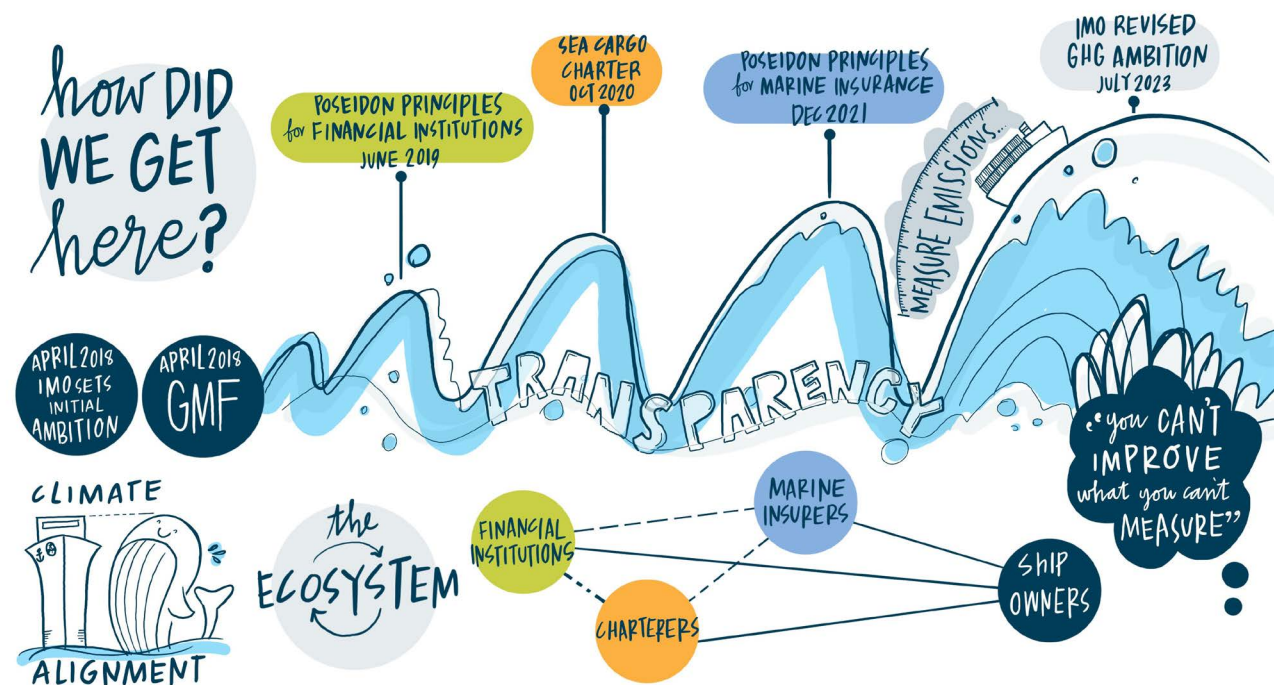 how DID
WE GET
here?
POSEIDON PRINCIPLES
for FINANCIAL INSTITUTIONS
JUNE 2019
SEA CARGO
CHARTER
OCT 2020
POSEIDON PRINCIPLES
for MARINE INSURANCE
DEC 2021
IMO REVISED
GHG AMBITION
JULY 2023
MEASURE EMISSIONS...
APRIL 2018
IMO SETS
INITIAL
AMBITION
APRIL 2018
GMF
TRANSPARENCY
"you CAN'T
IMPROVE
what you can't
MEASURE"
CLIMATE
ALIGNMENT
the
ECOSYSTEM
FINANCIAL
INSTITUTIONS
MARINE
INSURERS
CHARTERERS
SHIP
OWNERS